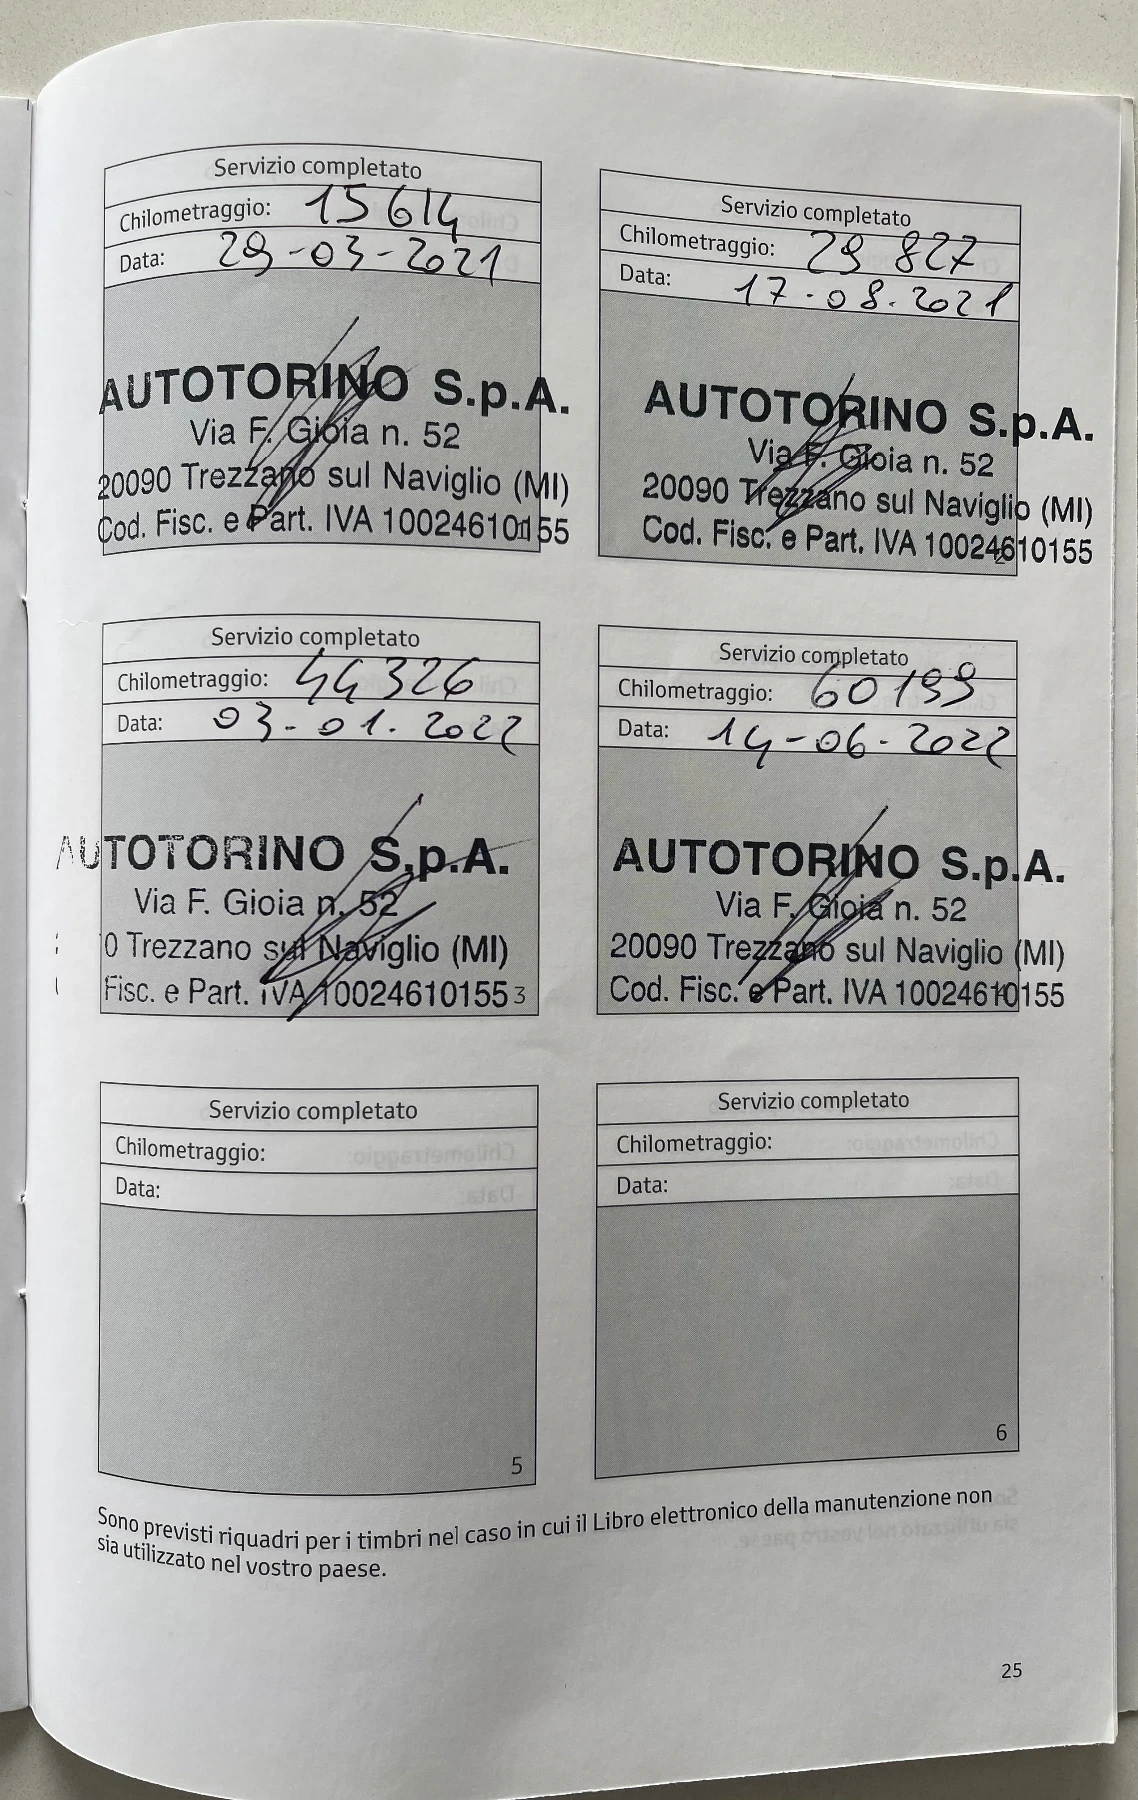 Servizio completato
Chilometraggio: 15614
Data: 29-03-2021
AUTOTORINO S.p.A.
Via F. Gioia n. 52
20090 Trezzano sul Naviglio (MI)
Cod. Fisc. e Part. IVA 10024610155
1
Servizio completato
Chilometraggio: 29 827
Data: 17-08.2021
AUTOTORINO S.p.A.
Via F. Gioia n. 52
20090 Trezzano sul Naviglio (MI)
Cod. Fisc. e Part. IVA 10024610155
2
Servizio completato
Chilometraggio: 44326
Data: 03-01.2022
AUTOTORINO S.p.A.
Via F. Gioia n. 52
0 Trezzano sul Naviglio (MI)
Fisc. e Part. IVA 10024610155
3
Servizio completato
Chilometraggio: 60199
Data: 14-06-2022
AUTOTORINO S.p.A.
Via F. Gioia n. 52
20090 Trezzano sul Naviglio (MI)
Cod. Fisc. e Part. IVA 10024610155
4
Servizio completato
Chilometraggio:
Data:
5
Servizio completato
Chilometraggio:
Data:
6
Sono previsti riquadri per i timbri nel caso in cui il Libro elettronico della manutenzione non
sia utilizzato nel vostro paese.
25